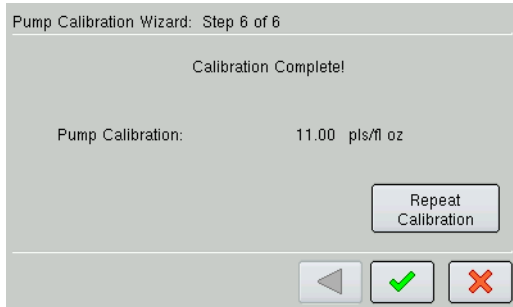 Pump Calibration Wizard: Step 6 of 6
Calibration Complete!
Pump Calibration: 11.00 pls/fl oz
Repeat
Calibration